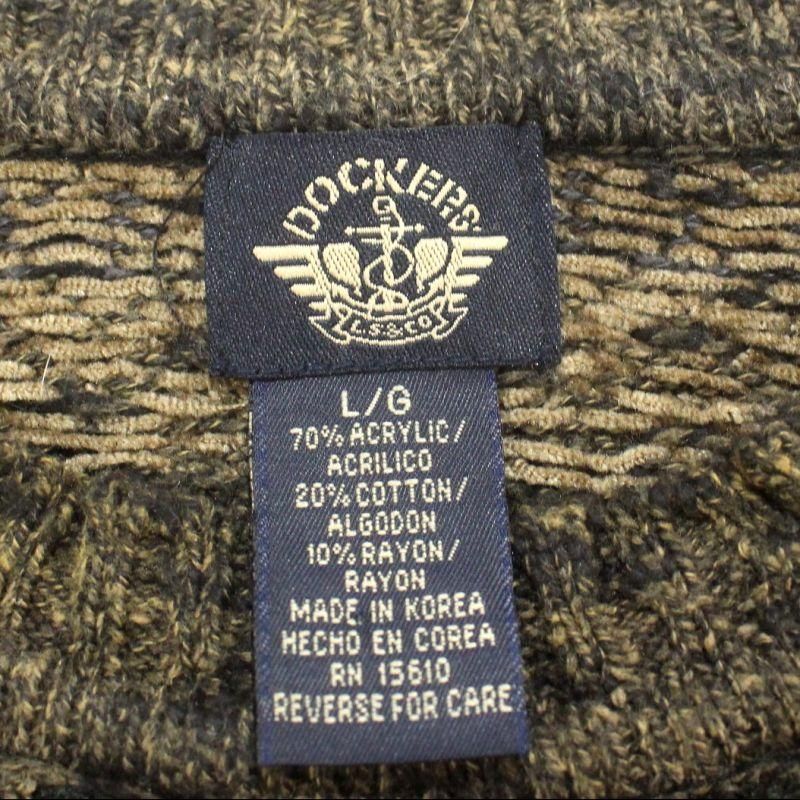 DOCKERS
L.S.&CO
L/G
70% ACRYLIC/
ACRILICO
20% COTTON/
ALGODON
10% RAYON/
RAYON
MADE IN KOREA
HECHO EN COREA
RN 15610
REVERSE FOR CARE